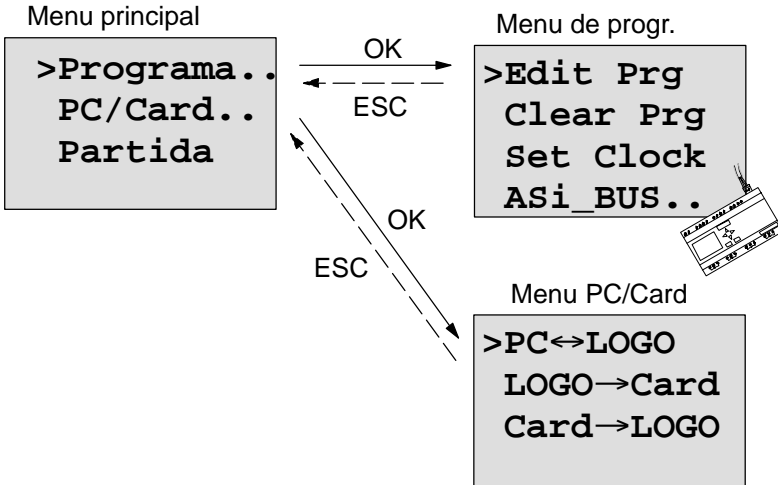 Menu principal
>Programa..
PC/Card..
Partida
OK
ESC
Menu de progr.
>Edit Prg
Clear Prg
Set Clock
ASi_BUS..
OK
ESC
Menu PC/Card
>PC↔LOGO
LOGO→Card
Card→LOGO